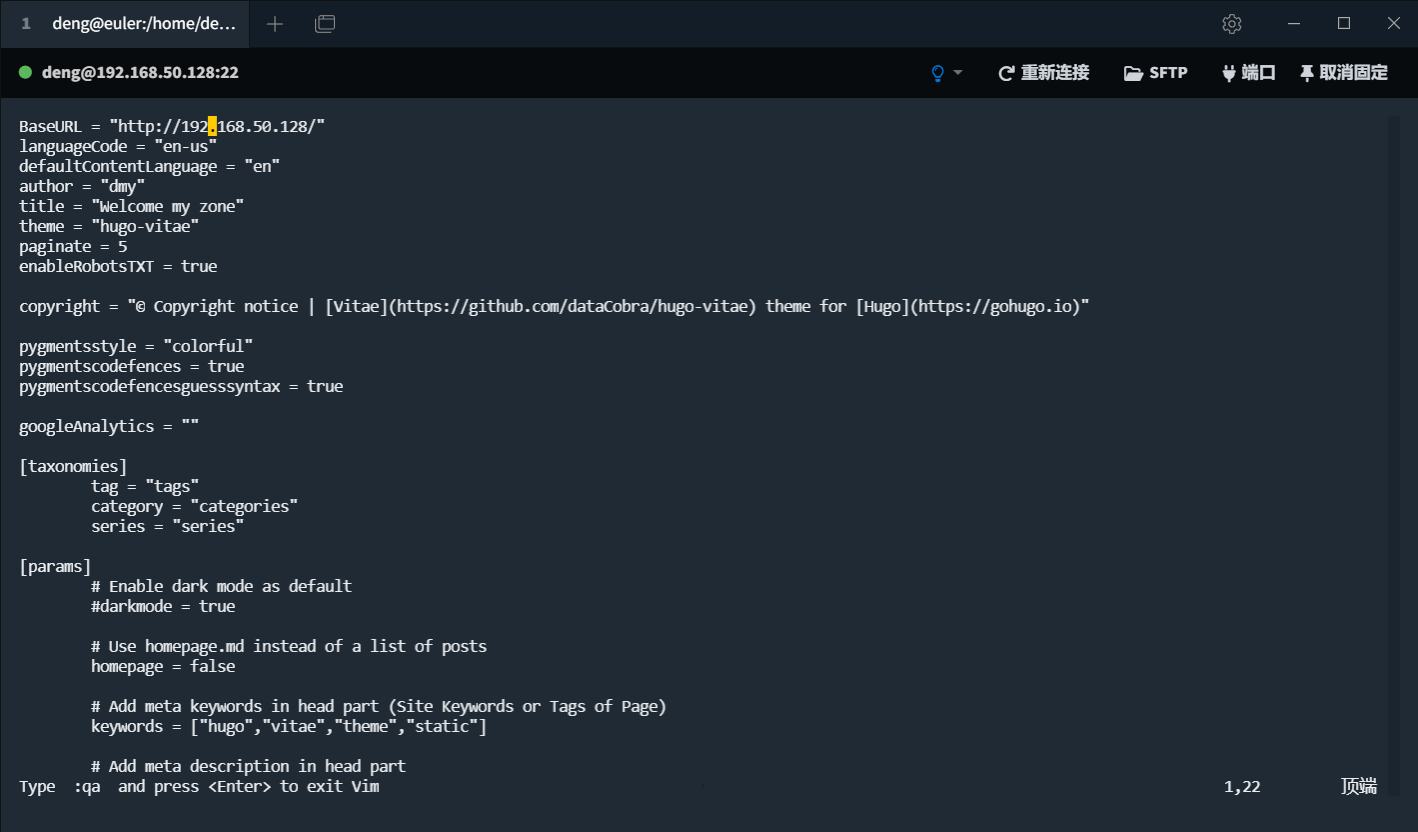 1 deng@euler:/home/de...
deng@192.168.50.128:22 重新连接 SFTP 端口 取消固定
BaseURL = "http://192.168.50.128/"
languageCode = "en-us"
defaultContentLanguage = "en"
author = "dmy"
title = "Welcome my zone"
theme = "hugo-vitae"
paginate = 5
enableRobotsTXT = true
copyright = "© Copyright notice | [Vitae](https://github.com/dataCobra/hugo-vitae) theme for [Hugo](https://gohugo.io)"
pygmentsstyle = "colorful"
pygmentscodefences = true
pygmentscodefencesguesssyntax = true
googleAnalytics = ""
[taxonomies]
tag = "tags"
category = "categories"
series = "series"
[params]
# Enable dark mode as default
#darkmode = true
# Use homepage.md instead of a list of posts
homepage = false
# Add meta keywords in head part (Site Keywords or Tags of Page)
keywords = ["hugo","vitae","theme","static"]
# Add meta description in head part
Type  :qa  and press <Enter> to exit Vim 1,22 顶端